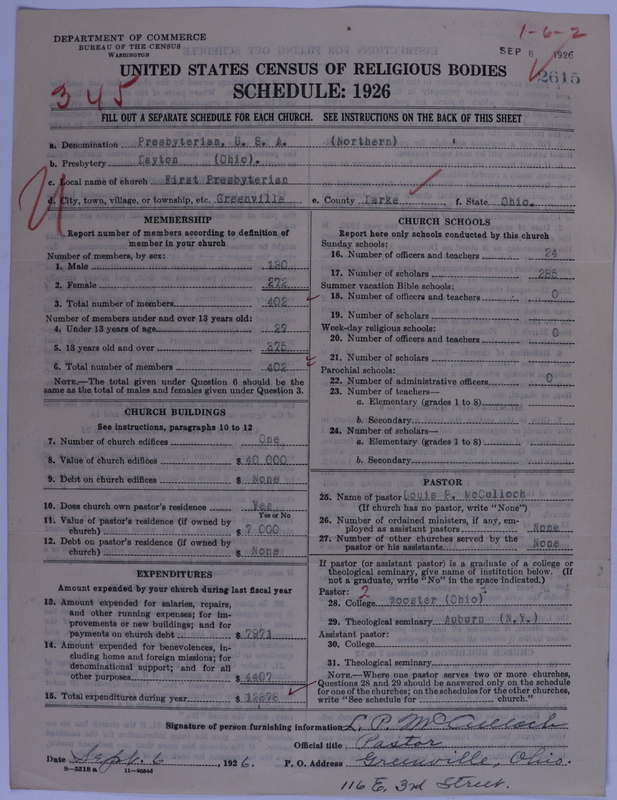 DEPARTMENT OF COMMERCE
BUREAU OF THE CENSUS
WASHINGTON
1-6-2
SEP 8 1926
2615
345
UNITED STATES CENSUS OF RELIGIOUS BODIES
SCHEDULE: 1926
FILL OUT A SEPARATE SCHEDULE FOR EACH CHURCH. SEE INSTRUCTIONS ON THE BACK OF THIS SHEET
a. Denomination Presbyterian, U. S. A. (Northern)
b. Presbytery Dayton (Ohio).
c. Local name of church First Presbyterian
d. City, town, village, or township, etc. Greenville e. County Darke f. State Ohio.
MEMBERSHIP
Report number of members according to definition of
member in your church
Number of members, by sex:
1. Male 130
2. Female 272
3. Total number of members 402
Number of members under and over 13 years old:
4. Under 13 years of age 27
5. 13 years old and over 375
6. Total number of members 402
NOTE.—The total given under Question 6 should be the
same as the total of males and females given under Question 3.
CHURCH BUILDINGS
See instructions, paragraphs 10 to 12
7. Number of church edifices One
8. Value of church edifices $ 40 000
9. Debt on church edifices $ None
10. Does church own pastor's residence Yes
Yes or No
11. Value of pastor's residence (if owned by
church) $ 7 000
12. Debt on pastor's residence (if owned by
church) $ None
EXPENDITURES
Amount expended by your church during last fiscal year
13. Amount expended for salaries, repairs,
and other running expenses; for im-
provements or new buildings; and for
payments on church debt $ 7971
14. Amount expended for benevolences, in-
cluding home and foreign missions; for
denominational support; and for all
other purposes $ 4407
15. Total expenditures during year $ 12378
CHURCH SCHOOLS
Report here only schools conducted by this church
Sunday schools:
16. Number of officers and teachers 24
17. Number of scholars 286
Summer vacation Bible schools:
18. Number of officers and teachers 0
19. Number of scholars
Week-day religious schools:
20. Number of officers and teachers 0
21. Number of scholars
Parochial schools:
22. Number of administrative officers 0
23. Number of teachers—
a. Elementary (grades 1 to 8)
b. Secondary
24. Number of scholars—
a. Elementary (grades 1 to 8)
b. Secondary
PASTOR
25. Name of pastor Louis P. McCulloch
(If church has no pastor, write "None")
26. Number of ordained ministers, if any, em-
ployed as assistant pastors None
27. Number of other churches served by the
pastor or his assistants None
If pastor (or assistant pastor) is a graduate of a college or
theological seminary, give name of institution below. (If
not a graduate, write "No" in the space indicated.)
Pastor: 2
28. College Wooster (Ohio)
29. Theological seminary Auburn (N.Y.)
Assistant pastor:
30. College
31. Theological seminary
NOTE.—Where one pastor serves two or more churches,
Questions 28 and 29 should be answered only on the schedule
for one of the churches; on the schedules for the other churches,
write "See schedule for church."
Signature of person furnishing information L. P. McCulloch
Official title Pastor
Date Sept. 6, 1926. P. O. Address Greenville, Ohio.
8—5518 a
116 E. 3rd Street.